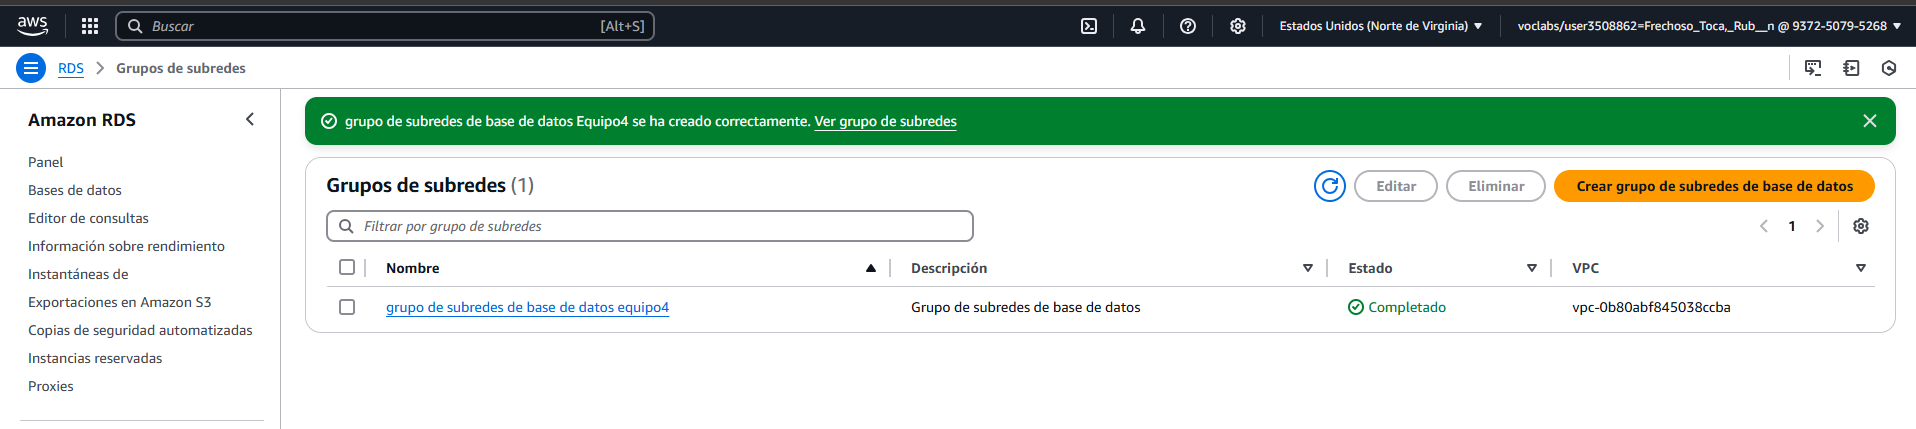 aws
Buscar [Alt+S] Estados Unidos (Norte de Virginia) voclabs/user3508862=Frechoso_Toca,_Rub__n @ 9372-5079-5268
RDS Grupos de subredes
Amazon RDS
Panel
Bases de datos
Editor de consultas
Información sobre rendimiento
Instantáneas de
Exportaciones en Amazon S3
Copias de seguridad automatizadas
Instancias reservadas
Proxies
grupo de subredes de base de datos Equipo4 se ha creado correctamente. Ver grupo de subredes
Grupos de subredes (1)
Editar Eliminar Crear grupo de subredes de base de datos
Filtrar por grupo de subredes
1
Nombre Descripción Estado VPC
grupo de subredes de base de datos equipo4 Grupo de subredes de base de datos Completado vpc-0b80abf845038ccba